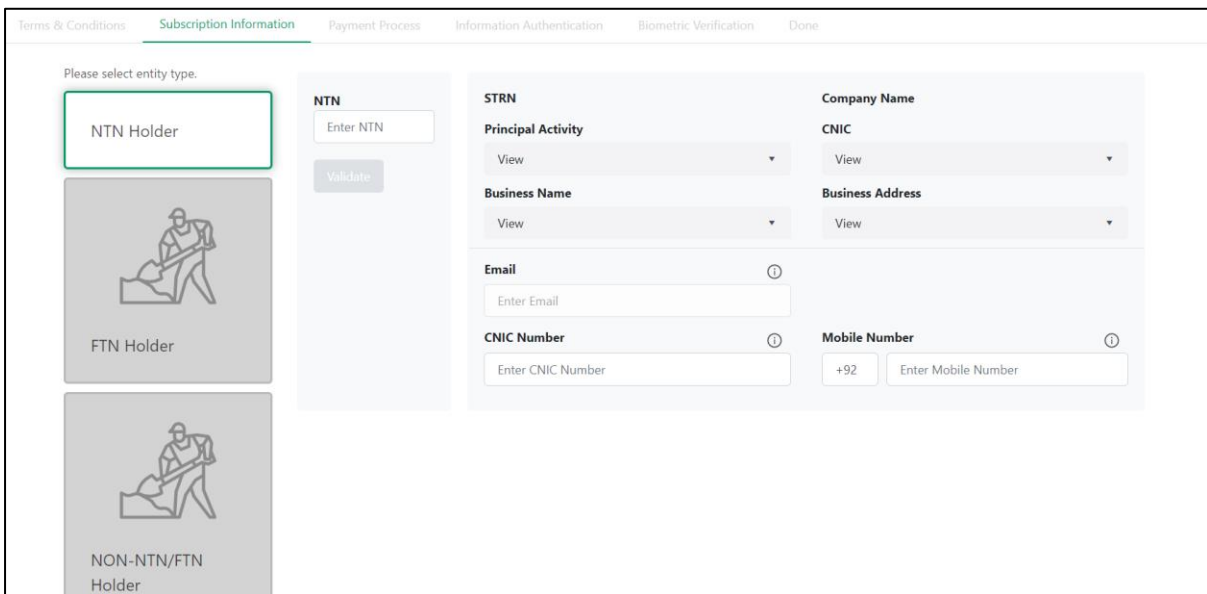 Terms & Conditions Subscription Information Payment Process Information Authentication Biometric Verification Done
Please select entity type.
NTN Holder
FTN Holder
NON-NTN/FTN
Holder
NTN
Enter NTN
Validate
STRN Company Name
Principal Activity CNIC
View View
Business Name Business Address
View View
Email
Enter Email
CNIC Number Mobile Number
Enter CNIC Number +92 Enter Mobile Number